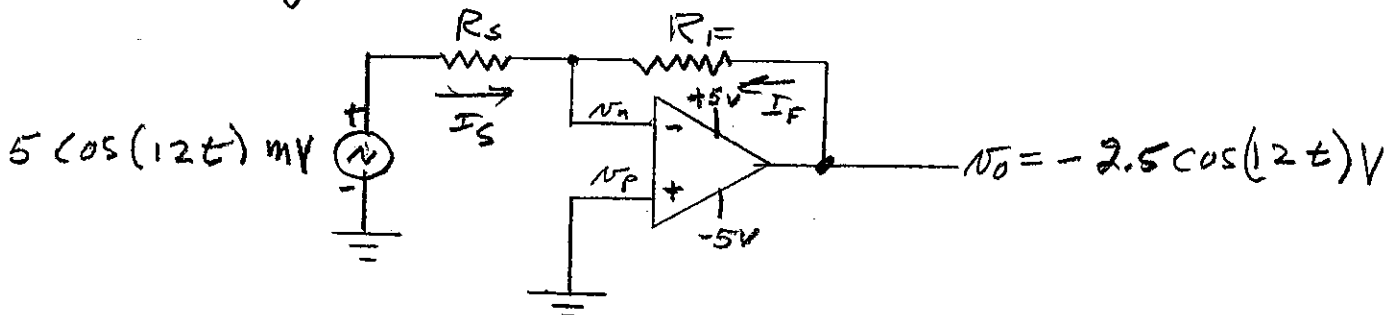 Rs
RF
+5V
IF
Is
vn
-
5 cos(12t) mV
+
-
vp
+
vo = - 2.5 cos(12t) V
-5V